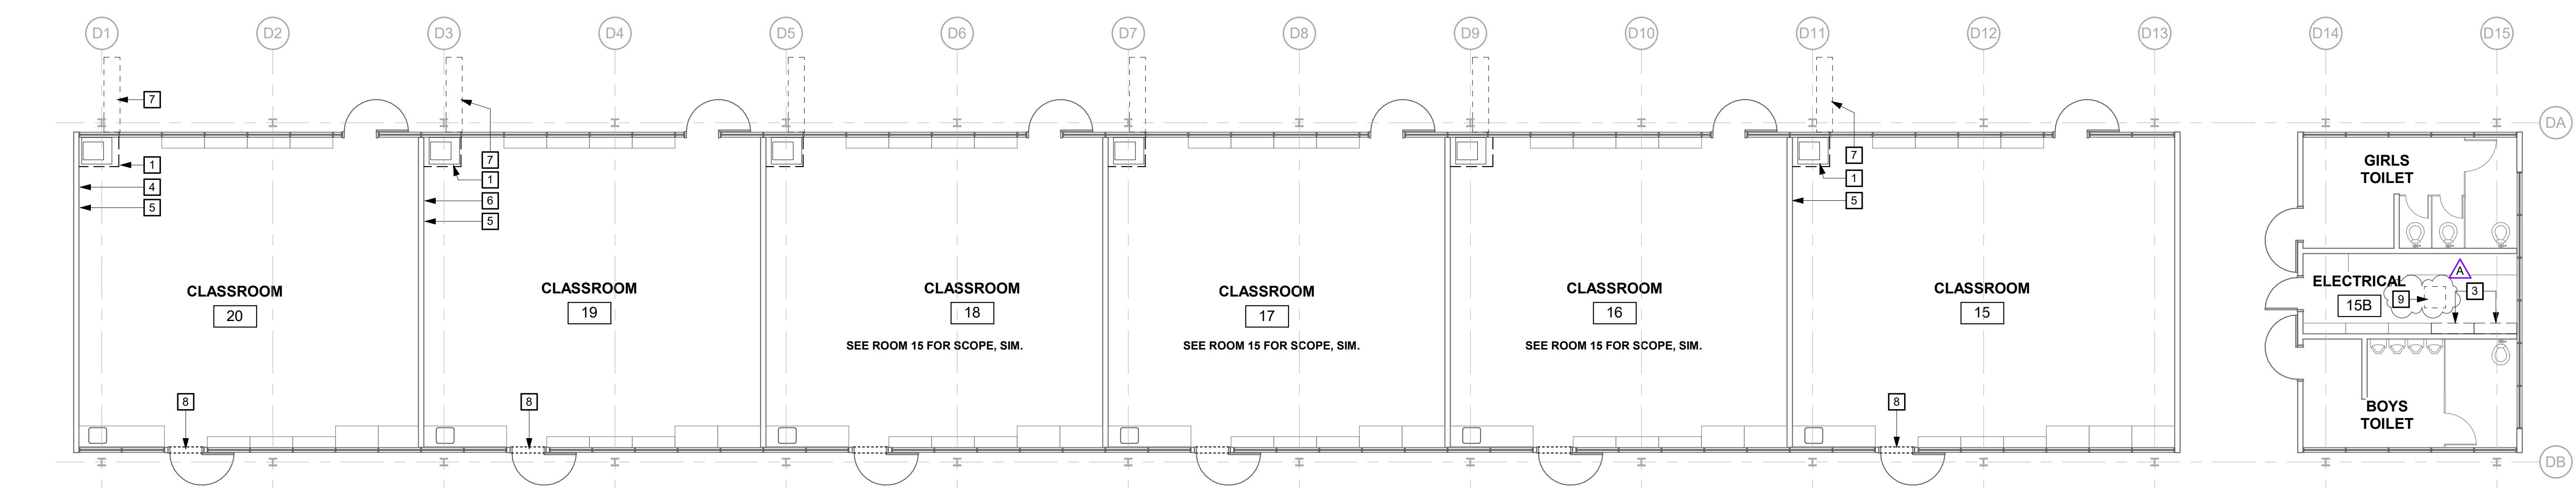 D1 D2 D3 D4 D5 D6 D7 D8 D9 D10 D11 D12 D13 D14 D15
DA
7
1
4
5
7
1
6
5
7
1
5
GIRLS
TOILET
CLASSROOM
20
CLASSROOM
19
CLASSROOM
18
SEE ROOM 15 FOR SCOPE, SIM.
CLASSROOM
17
SEE ROOM 15 FOR SCOPE, SIM.
CLASSROOM
16
SEE ROOM 15 FOR SCOPE, SIM.
CLASSROOM
15
A
ELECTRICAL
15B
9
3
8
8
8
BOYS
TOILET
DB